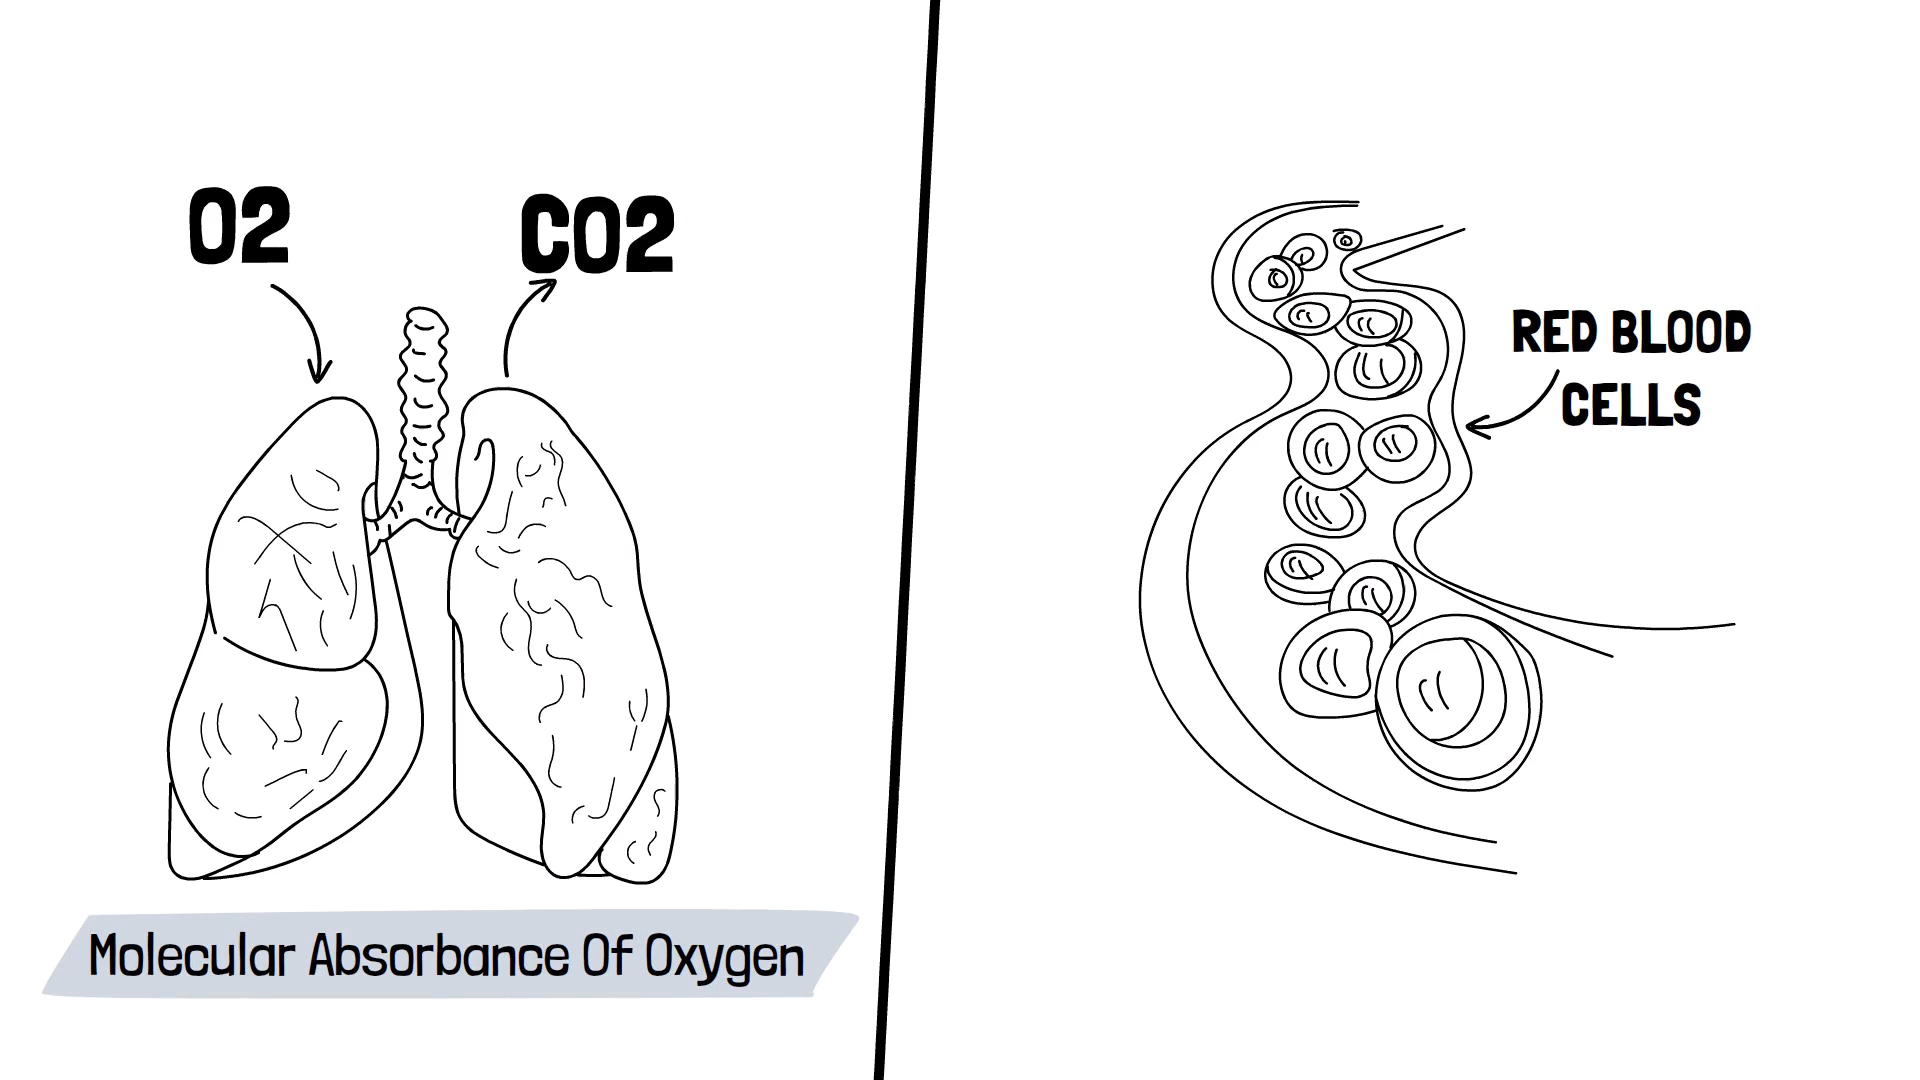 O2
CO2
Molecular Absorbance Of Oxygen
RED BLOOD
CELLS